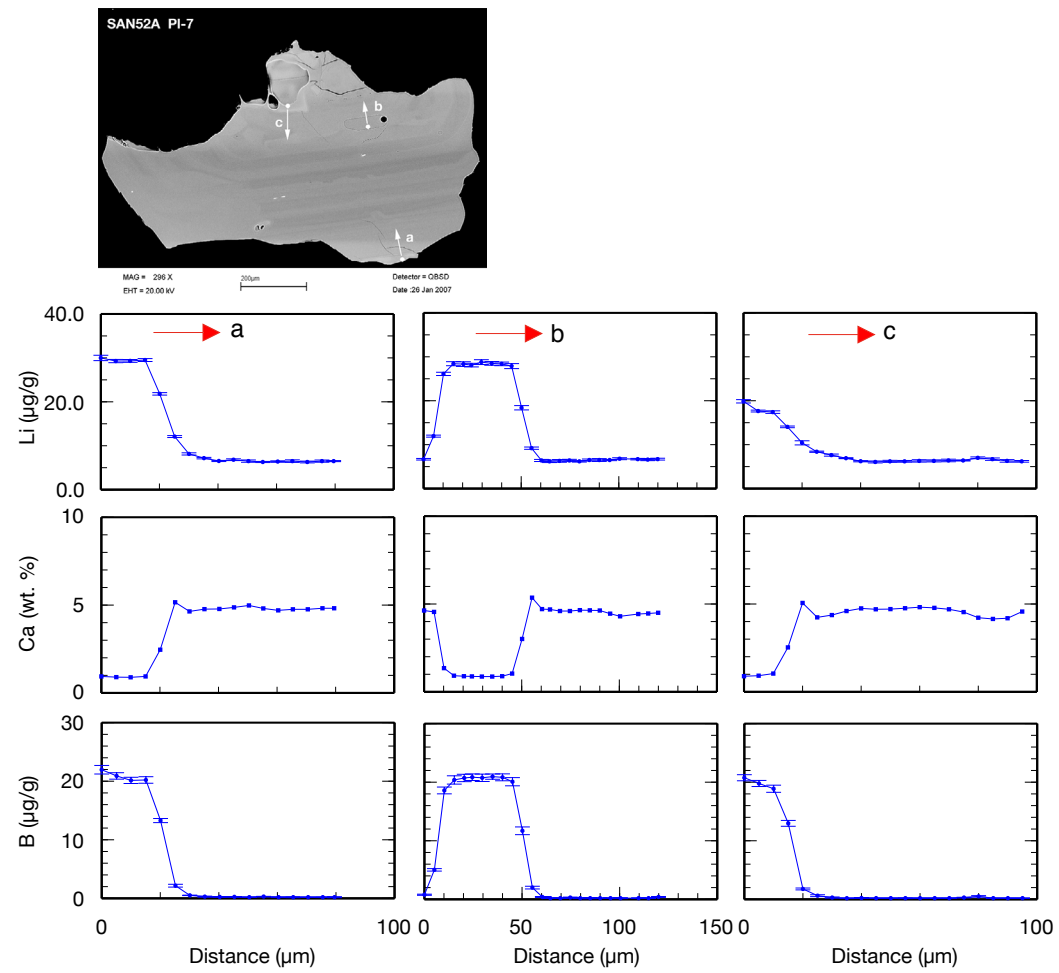 SAN52A PI-7
b
c
a
MAG = 296 X
200µm
Detector = QBSD
EHT = 20.00 kV
Date :26 Jan 2007
40.0
a
b
c
20.0
Li (µg/g)
0.0
10
5
Ca (wt. %)
0
30
20
10
B (µg/g)
0
0 100 0 50 100 150 0 100
Distance (µm) Distance (µm) Distance (µm)